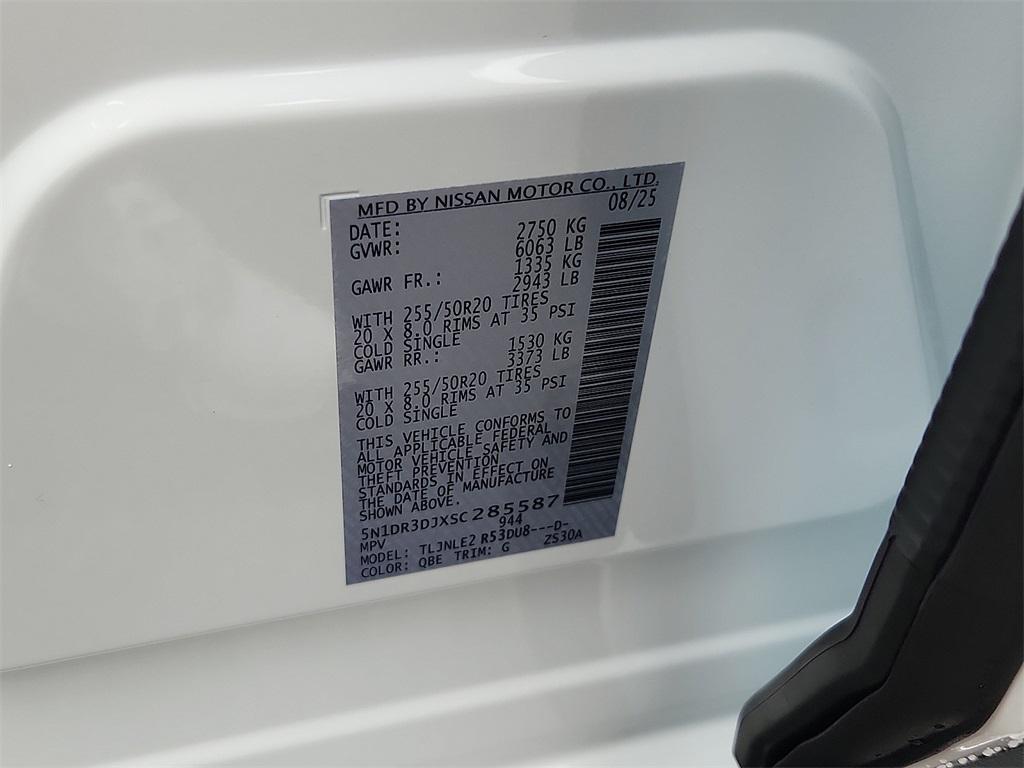 MFD BY NISSAN MOTOR CO., LTD.
DATE: 08/25
GVWR: 2750 KG
6063 LB
GAWR FR.: 1335 KG
2943 LB
WITH 255/50R20 TIRES
20 X 8.0 RIMS AT 35 PSI
COLD SINGLE
GAWR RR.: 1530 KG
3373 LB
WITH 255/50R20 TIRES
20 X 8.0 RIMS AT 35 PSI
COLD SINGLE
THIS VEHICLE CONFORMS TO
ALL APPLICABLE FEDERAL
MOTOR VEHICLE SAFETY AND
THEFT PREVENTION
STANDARDS IN EFFECT ON
THE DATE OF MANUFACTURE
SHOWN ABOVE.
5N1DR3DJXSC285587
MPV 944
MODEL: TLJNLE2 R53DU8---D-
COLOR: QBE TRIM: G ZS30A